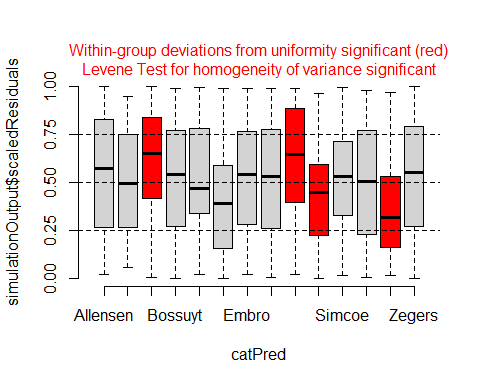 Within-group deviations from uniformity significant (red)
Levene Test for homogeneity of variance significant
simulationOutput$scaledResiduals
1.00
0.75
0.50
0.25
0.00
Allensen Bossuyt Embro Simcoe Zegers
catPred